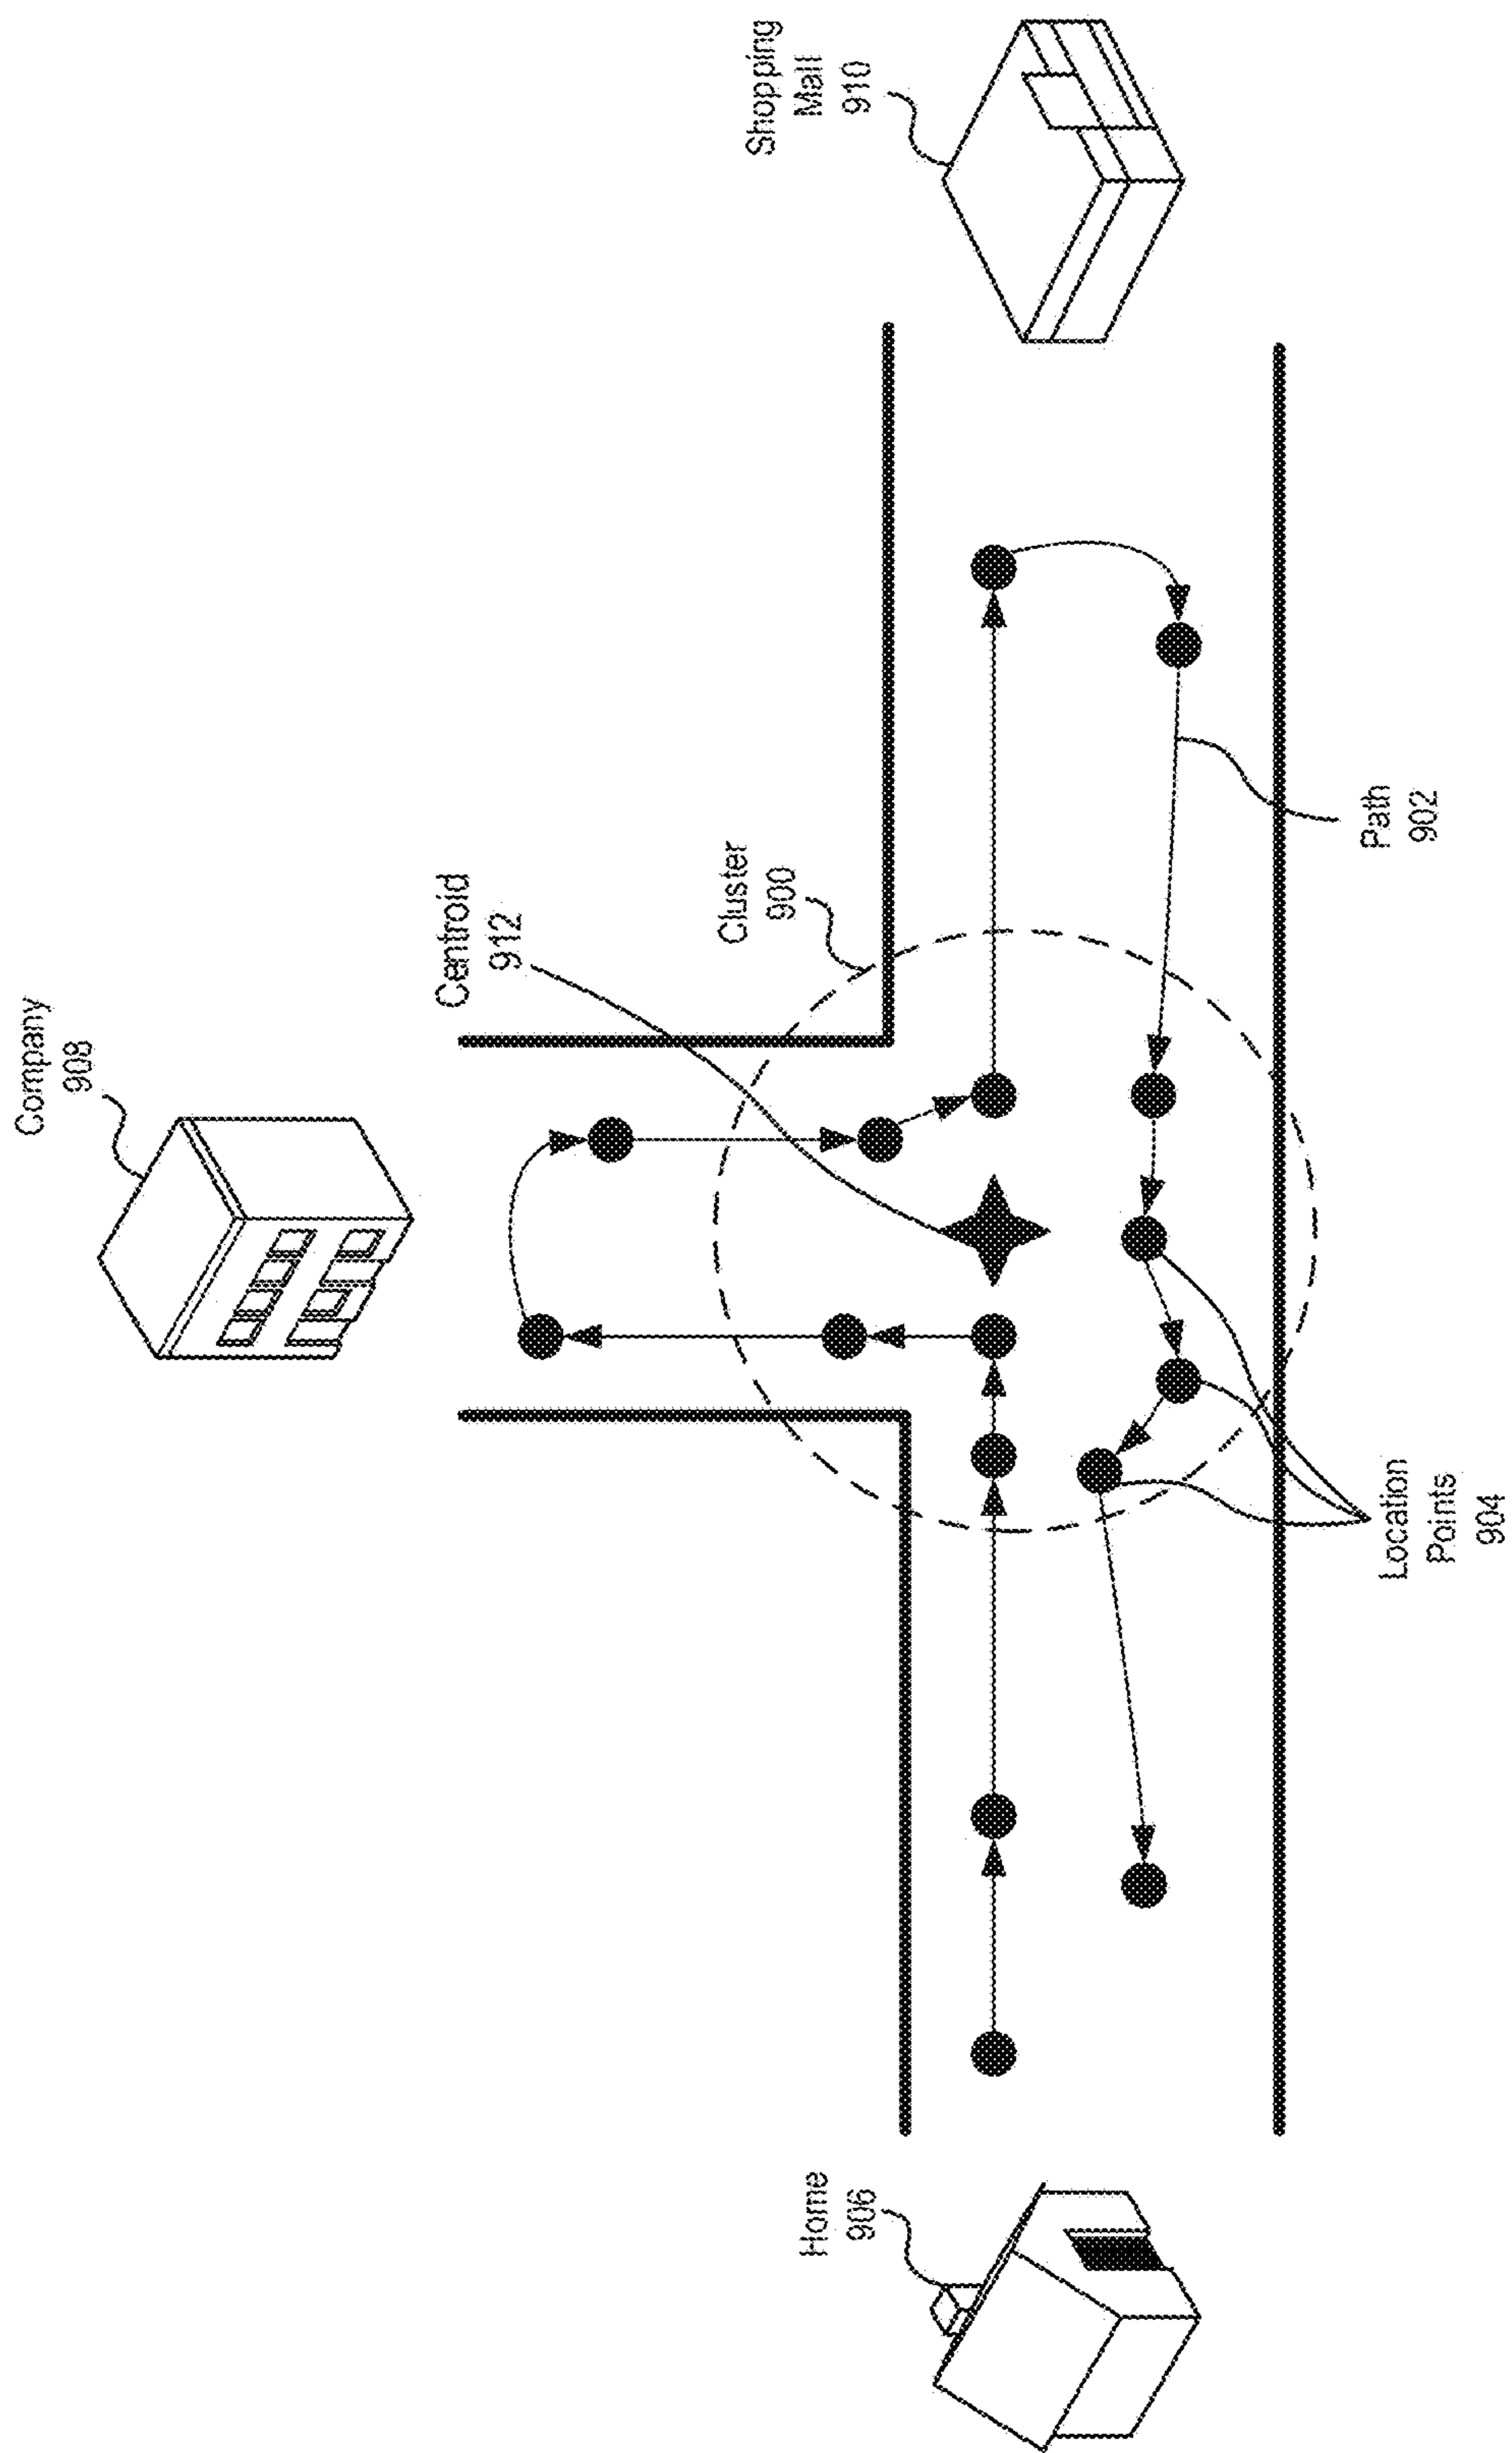 Company
908
Centroid
912
Cluster
900
Shopping
Mall
910
Home
906
Path
902
Location
Points
904